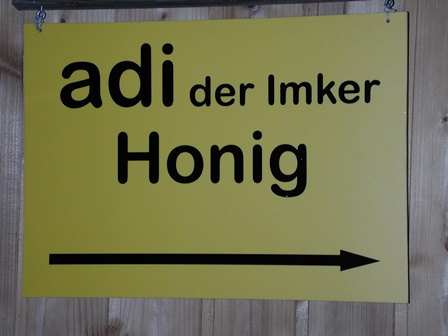 adi der Imker
Honig